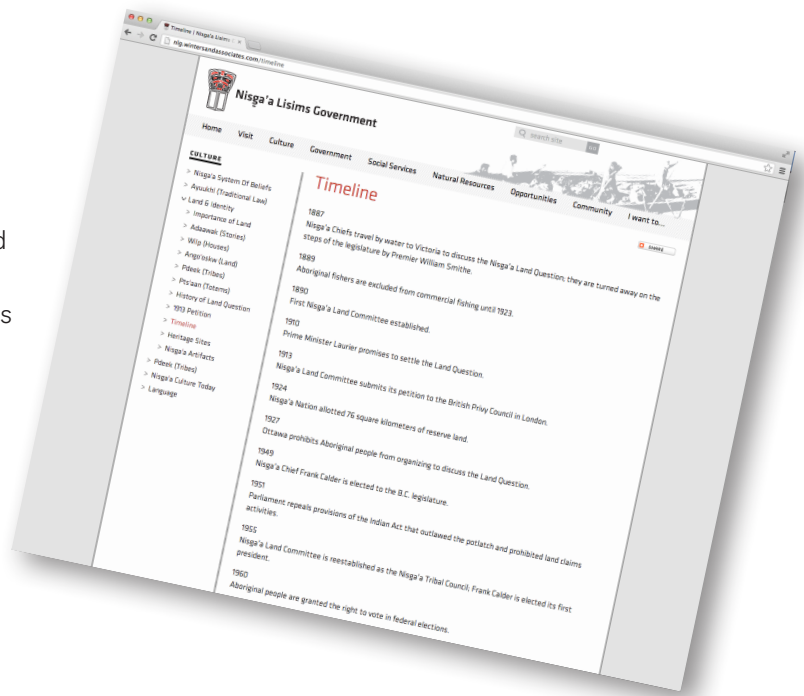 d
s
Timeline | Nisga'a Lisims
nlg.wintersandassociates.com/timeline
Nisga'a Lisims Government
search site
GO
Home
Visit
Culture
Government
Social Services
Natural Resources
Opportunities
Community
I want to...
CULTURE
> Nisga'a System Of Beliefs
> Ayuukhl (Traditional Law)
Land & Identity
> Importance of Land
> Adaawak (Stories)
> Wilp (Houses)
> Ango'oskw (Land)
> Pdeek (Tribes)
> Pts'aan (Totems)
> History of Land Question
> 1913 Petition
> Timeline
> Heritage Sites
> Nisga'a Artifacts
> Pdeek (Tribes)
> Nisga'a Culture Today
> Language
Timeline
SHARE
1887
Nisga'a Chiefs travel by water to Victoria to discuss the Nisga'a Land Question; they are turned away on the
steps of the legislature by Premier William Smithe.
1889
Aboriginal fishers are excluded from commercial fishing until 1923.
1890
First Nisga'a Land Committee established.
1910
Prime Minister Laurier promises to settle the Land Question.
1913
Nisga'a Land Committee submits its petition to the British Privy Council in London.
1924
Nisga'a Nation allotted 76 square kilometers of reserve land.
1927
Ottawa prohibits Aboriginal people from organizing to discuss the Land Question.
1949
Nisga'a Chief Frank Calder is elected to the B.C. legislature.
1951
Parliament repeals provisions of the Indian Act that outlawed the potlatch and prohibited land claims
activities.
1955
Nisga'a Land Committee is reestablished as the Nisga'a Tribal Council; Frank Calder is elected its first
president.
1960
Aboriginal people are granted the right to vote in federal elections.